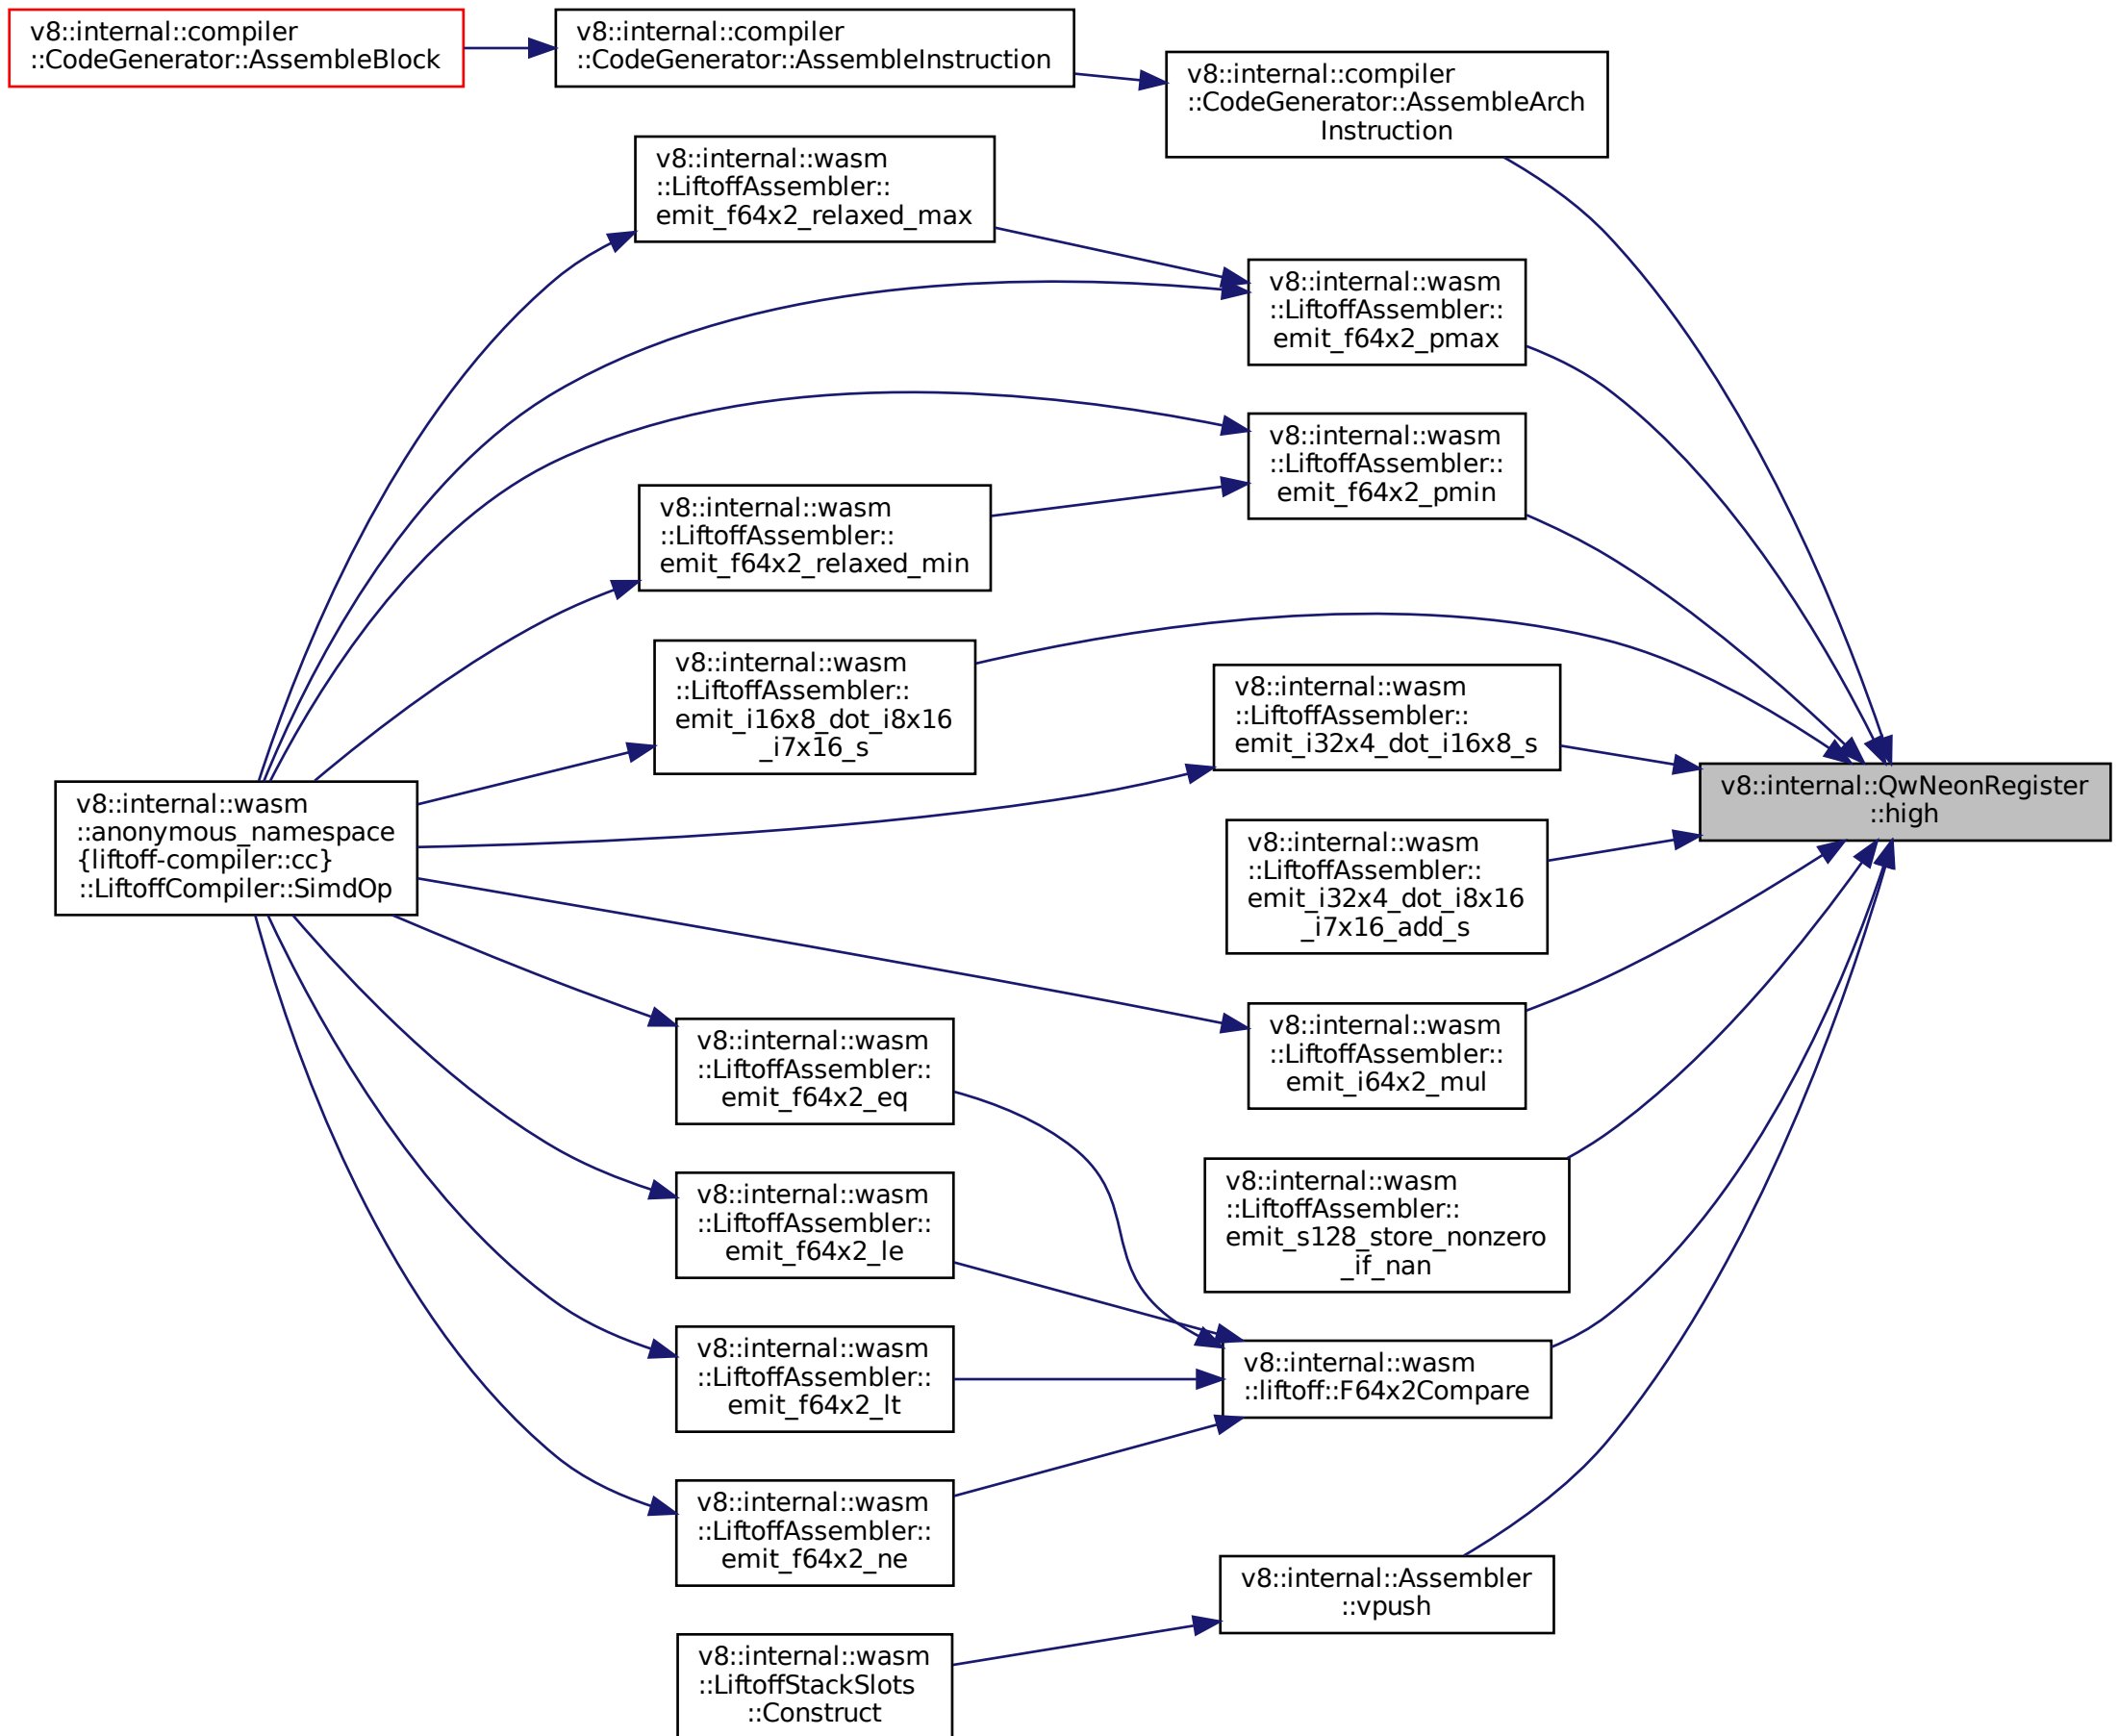 v8::internal::compiler
::CodeGenerator::AssembleBlock
v8::internal::compiler
::CodeGenerator::AssembleInstruction
v8::internal::compiler
::CodeGenerator::AssembleArch
Instruction
v8::internal::wasm
::LiftoffAssembler::
emit_f64x2_relaxed_max
v8::internal::wasm
::LiftoffAssembler::
emit_f64x2_pmax
v8::internal::wasm
::LiftoffAssembler::
emit_f64x2_pmin
v8::internal::wasm
::LiftoffAssembler::
emit_f64x2_relaxed_min
v8::internal::wasm
::LiftoffAssembler::
emit_i16x8_dot_i8x16
_i7x16_s
v8::internal::wasm
::LiftoffAssembler::
emit_i32x4_dot_i16x8_s
v8::internal::QwNeonRegister
::high
v8::internal::wasm
::anonymous_namespace
{liftoff-compiler::cc}
::LiftoffCompiler::SimdOp
v8::internal::wasm
::LiftoffAssembler::
emit_i32x4_dot_i8x16
_i7x16_add_s
v8::internal::wasm
::LiftoffAssembler::
emit_i64x2_mul
v8::internal::wasm
::LiftoffAssembler::
emit_f64x2_eq
v8::internal::wasm
::LiftoffAssembler::
emit_s128_store_nonzero
_if_nan
v8::internal::wasm
::LiftoffAssembler::
emit_f64x2_le
v8::internal::wasm
::LiftoffAssembler::
emit_f64x2_lt
v8::internal::wasm
::liftoff::F64x2Compare
v8::internal::wasm
::LiftoffAssembler::
emit_f64x2_ne
v8::internal::Assembler
::vpush
v8::internal::wasm
::LiftoffStackSlots
::Construct